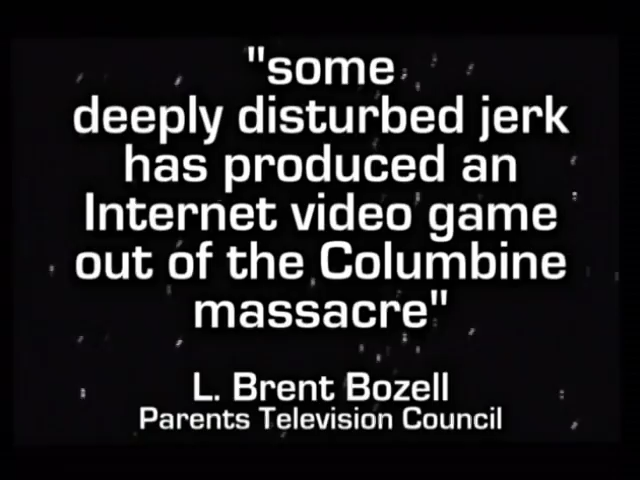 "some
deeply disturbed jerk
has produced an
Internet video game
out of the Columbine
massacre"
L. Brent Bozell
Parents Television Council